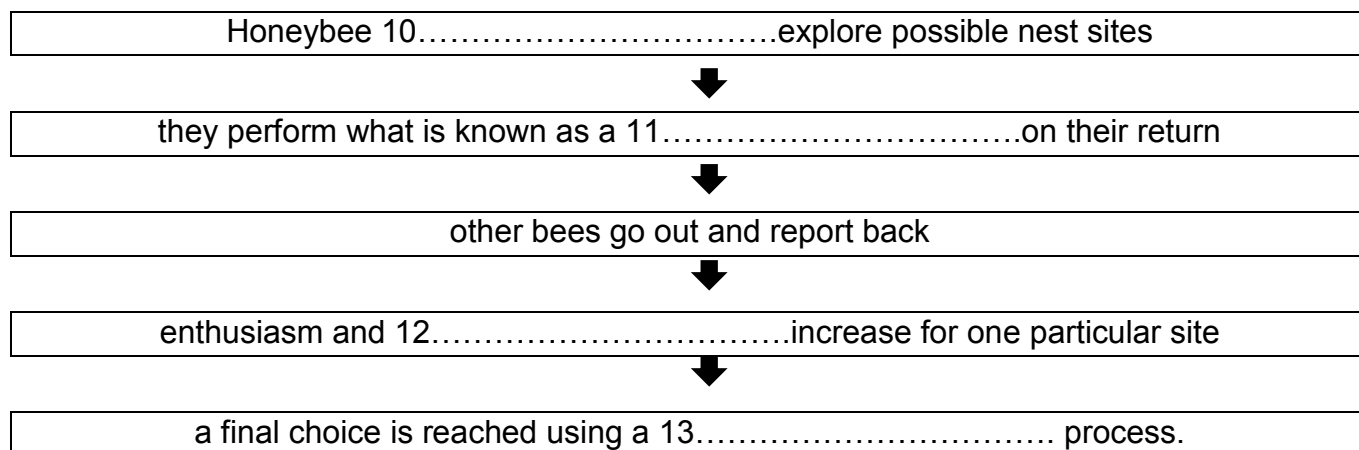 Honeybee 10……………………………….explore possible nest sites
they perform what is known as a 11…………………………….on their return
other bees go out and report back
enthusiasm and 12…………………………….increase for one particular site
a final choice is reached using a 13……………………………. process.